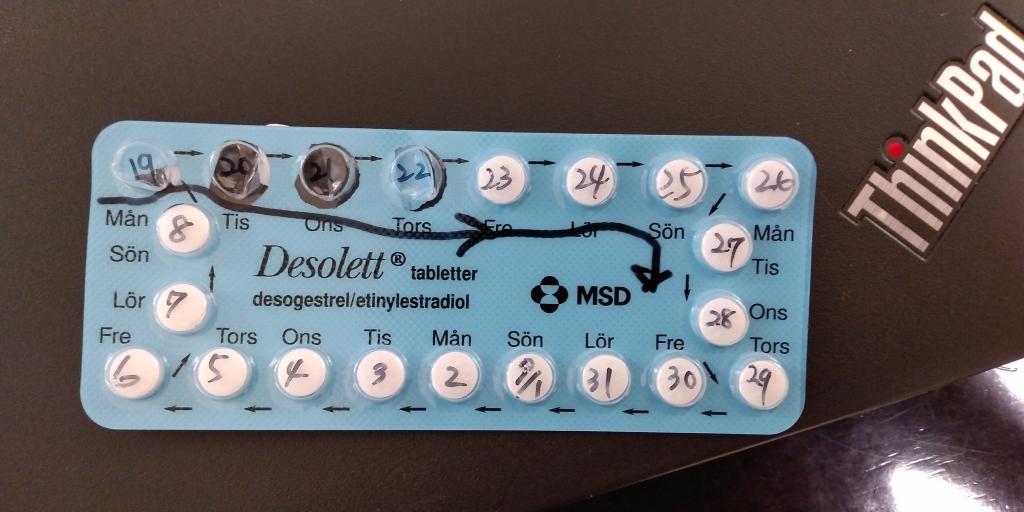 19 20 21 22 23 24 25 26
Mån Tis Ons Tors Fre Lör Sön Mån
8 27
Sön Tis
Desolett® tabletter
desogestrel/etinylestradiol
MSD
Lör 7 28 Ons
Fre Tors Ons Tis Mån Sön Lör Fre Tors
6 5 4 3 2 9/1 31 30 29
ThinkPad